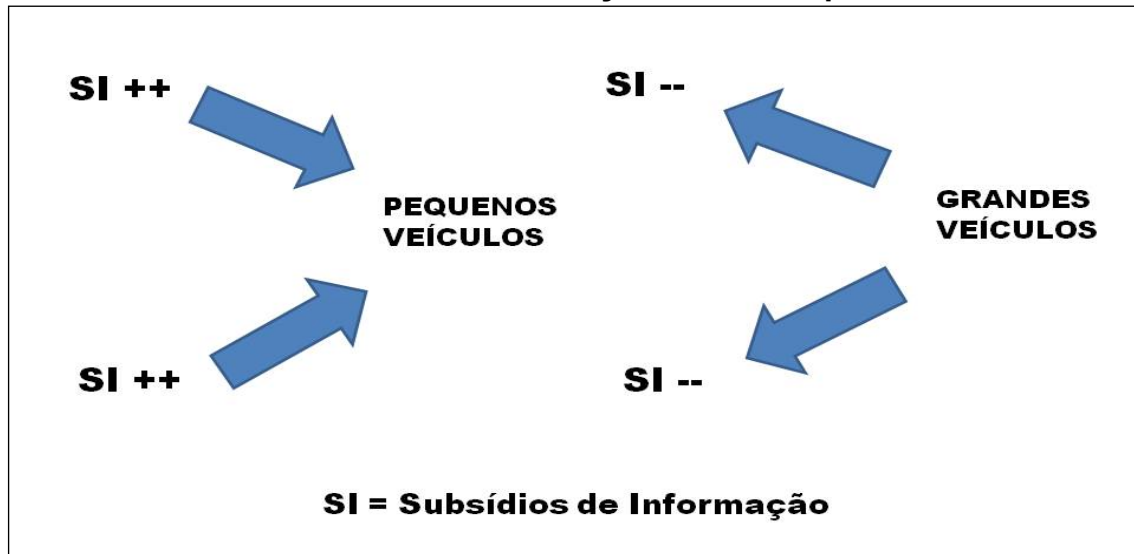 SI ++
SI --
PEQUENOS
VEÍCULOS
GRANDES
VEÍCULOS
SI ++
SI --
SI = Subsídios de Informação